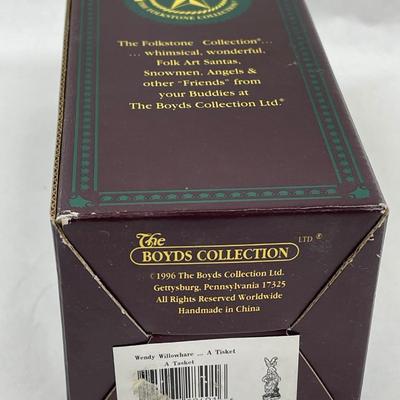 THE FOLKSTONE COLLECTION
The Folkstone Collection®...
... whimsical, wonderful,
Folk Art Santas,
Snowmen, Angels &
other "Friends" from
your Buddies at
The Boyds Collection Ltd.®
The
BOYDS COLLECTION LTD.®
©1996 The Boyds Collection Ltd.
Gettysburg, Pennsylvania 17325
All Rights Reserved Worldwide
Handmade in China
Wendy Willowhare ... A Tisket
A Tasket